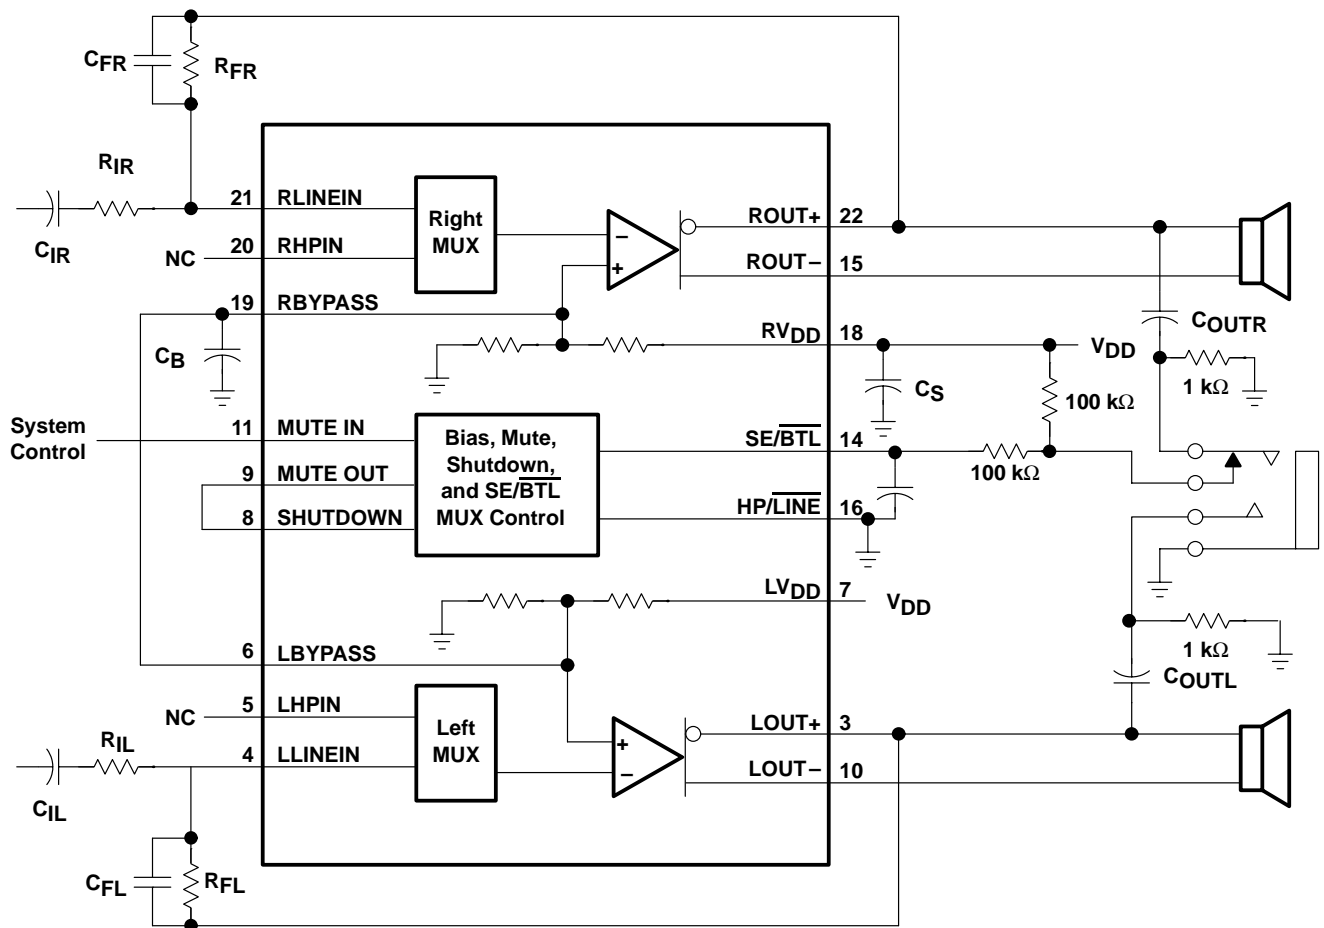 CFR
RFR
RIR
CIR
21 RLINEIN
NC 20 RHPIN
Right
MUX
−
+
ROUT+ 22
ROUT− 15
19 RBYPASS
CB
RVDD 18
VDD
CS
COUTR
1 kΩ
100 kΩ
System
Control
11 MUTE IN
9 MUTE OUT
8 SHUTDOWN
Bias, Mute,
Shutdown,
and SE/B̅T̅L̅
MUX Control
SE/B̅T̅L̅ 14
100 kΩ
HP/L̅I̅N̅E̅ 16
LVDD 7
VDD
6 LBYPASS
1 kΩ
COUTL
NC 5 LHPIN
RIL
4 LLINEIN
CIL
Left
MUX
+
−
LOUT+ 3
LOUT− 10
CFL
RFL